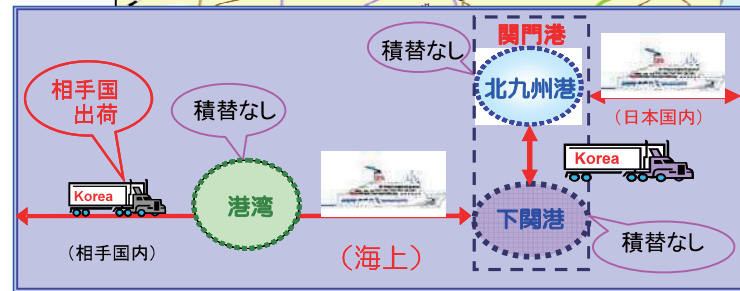 関門港
積替なし
北九州港
(日本国内)
相手国
出荷
積替なし
Korea
Korea
港湾
下関港
積替なし
(相手国内)
(海上)